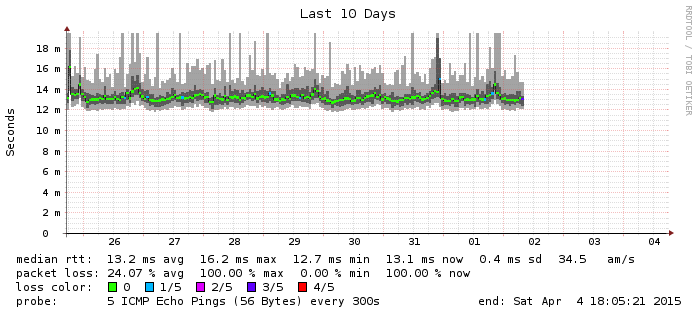 Last 10 Days
RRDTOOL / TOBI OETIKER
Seconds
18 m
16 m
14 m
12 m
10 m
8 m
6 m
4 m
2 m
0
26 27 28 29 30 31 01 02 03 04
median rtt: 13.2 ms avg 16.2 ms max 12.7 ms min 13.1 ms now 0.4 ms sd 34.5 am/s
packet loss: 24.07 % avg 100.00 % max 0.00 % min 100.00 % now
loss color: 0 1/5 2/5 3/5 4/5
probe: 5 ICMP Echo Pings (56 Bytes) every 300s end: Sat Apr 4 18:05:21 2015